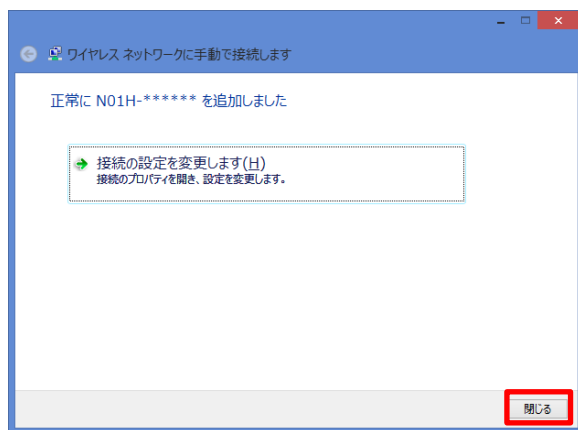 ワイヤレス ネットワークに手動で接続します
正常に N01H-****** を追加しました
接続の設定を変更します(H)
接続のプロパティを開き、設定を変更します。
閉じる